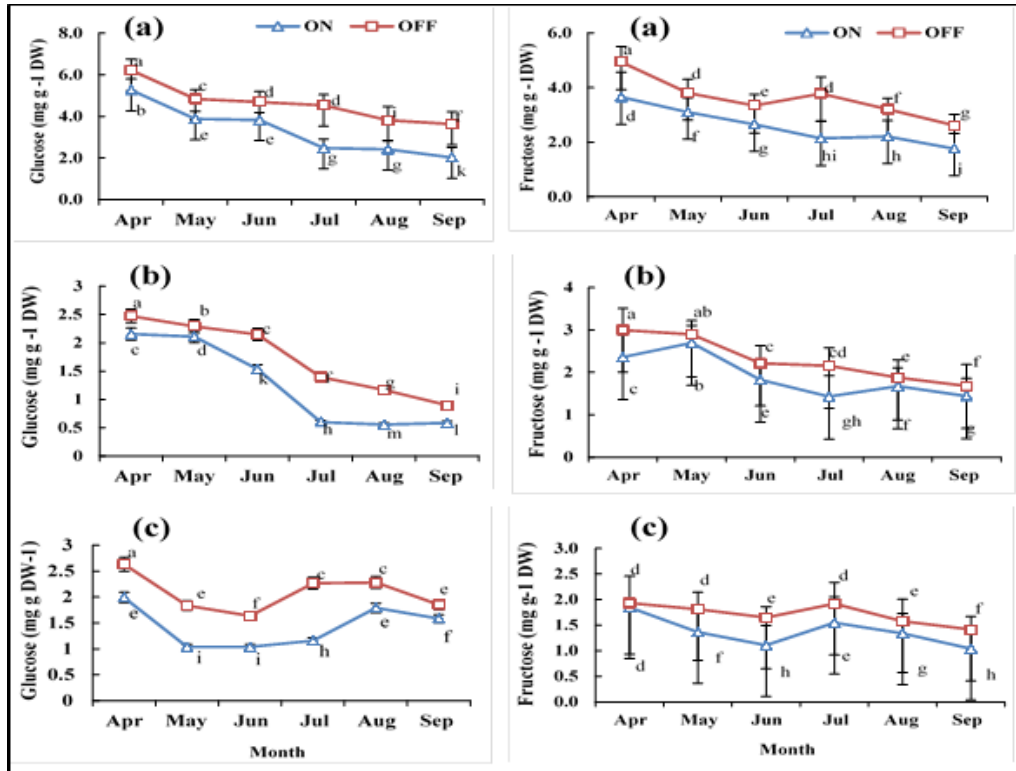 (a)
ON OFF
Glucose (mg g -1 DW)
6.0 8.0
6.0
4.0
2.0
0.0
a c d d
b e e g g k
Apr May Jun Jul Aug Sep
(a)
ON OFF
Fructose (mg g -1DW)
6.0
4.0
2.0
0.0
a d e d f g
d f g hi h j
Apr May Jun Jul Aug Sep
(b)
Glucose (mg g -1 DW)
3
2.5
2
1.5
1
0.5
0
a b c g i
c d k h m l
Apr May Jun Jul Aug Sep
(b)
Fructose (mg g -1 DW)
4
3
2
1
0
a ab c cd e f
c b e gh f g
Apr May Jun Jul Aug Sep
(c)
Glucose (mg g DW-1)
3
2.5
2
1.5
1
0.5
0
a e f c c e
e i i h e f
Apr May Jun Jul Aug Sep
Month
(c)
Fructose (mg g-1 DW)
3.0
2.5
2.0
1.5
1.0
0.5
0.0
d d e d e f
d f h e g h
Apr May Jun Jul Aug Sep
Month